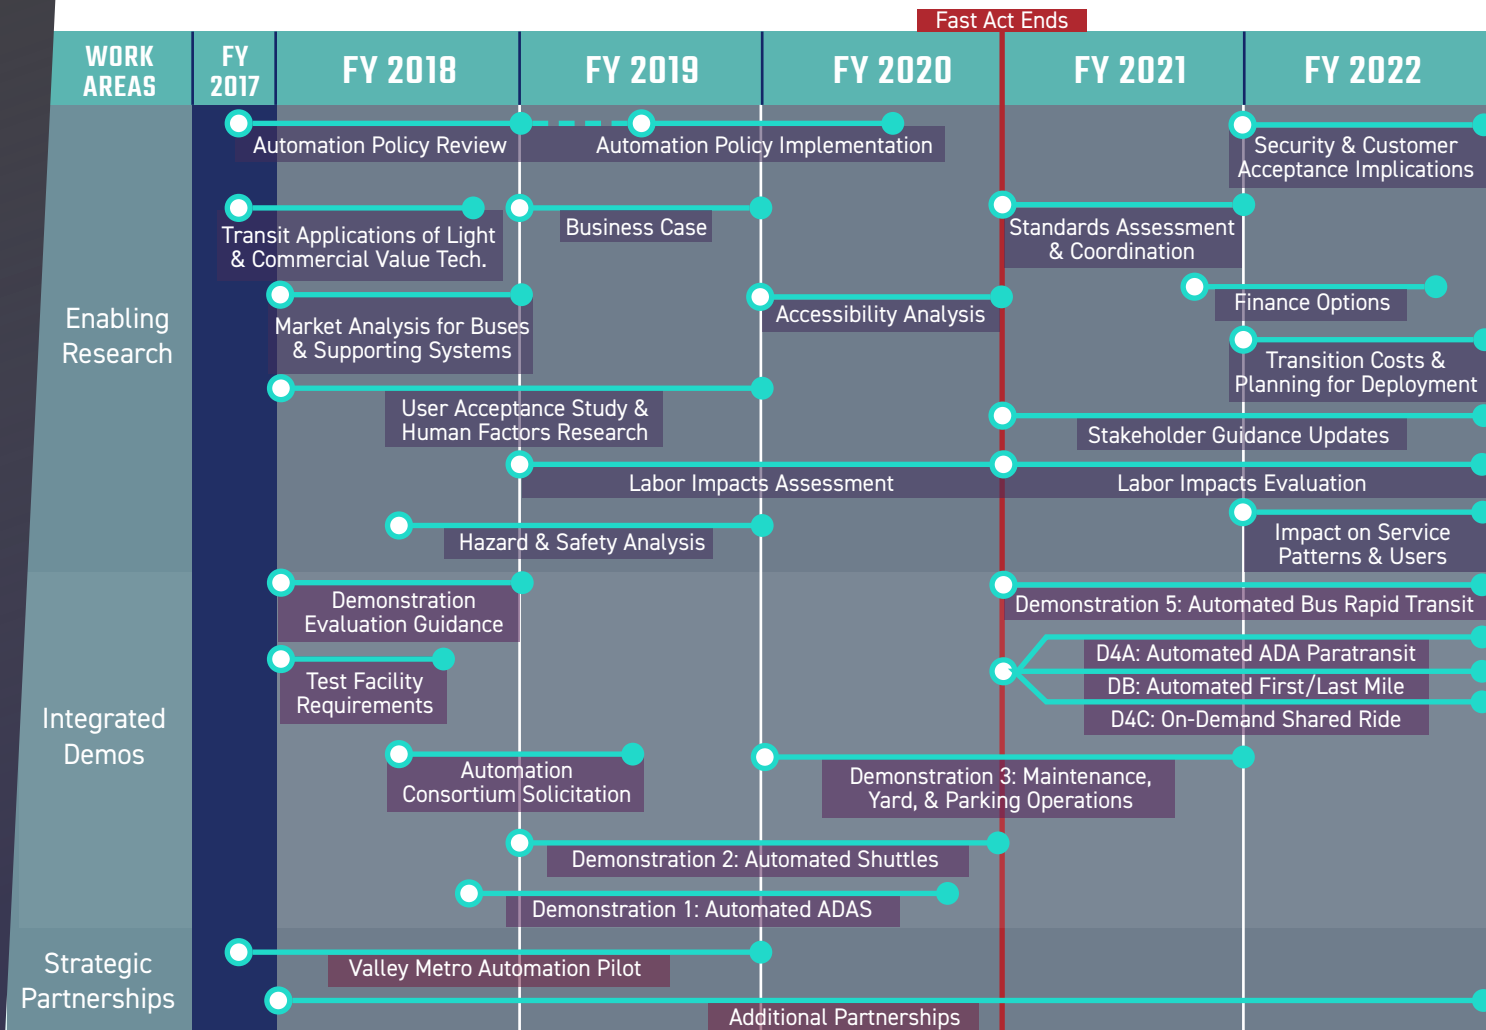 Fast Act Ends
WORK
AREAS
FY
2017
FY 2018
FY 2019
FY 2020
FY 2021
FY 2022
Enabling
Research
Automation Policy Review
Automation Policy Implementation
Security & Customer
Acceptance Implications
Transit Applications of Light
& Commercial Value Tech.
Business Case
Standards Assessment
& Coordination
Market Analysis for Buses
& Supporting Systems
Accessibility Analysis
Finance Options
Transition Costs &
Planning for Deployment
User Acceptance Study &
Human Factors Research
Stakeholder Guidance Updates
Labor Impacts Assessment
Labor Impacts Evaluation
Hazard & Safety Analysis
Impact on Service
Patterns & Users
Integrated
Demos
Demonstration
Evaluation Guidance
Demonstration 5: Automated Bus Rapid Transit
Test Facility
Requirements
D4A: Automated ADA Paratransit
DB: Automated First/Last Mile
D4C: On-Demand Shared Ride
Automation
Consortium Solicitation
Demonstration 3: Maintenance,
Yard, & Parking Operations
Demonstration 2: Automated Shuttles
Demonstration 1: Automated ADAS
Strategic
Partnerships
Valley Metro Automation Pilot
Additional Partnerships